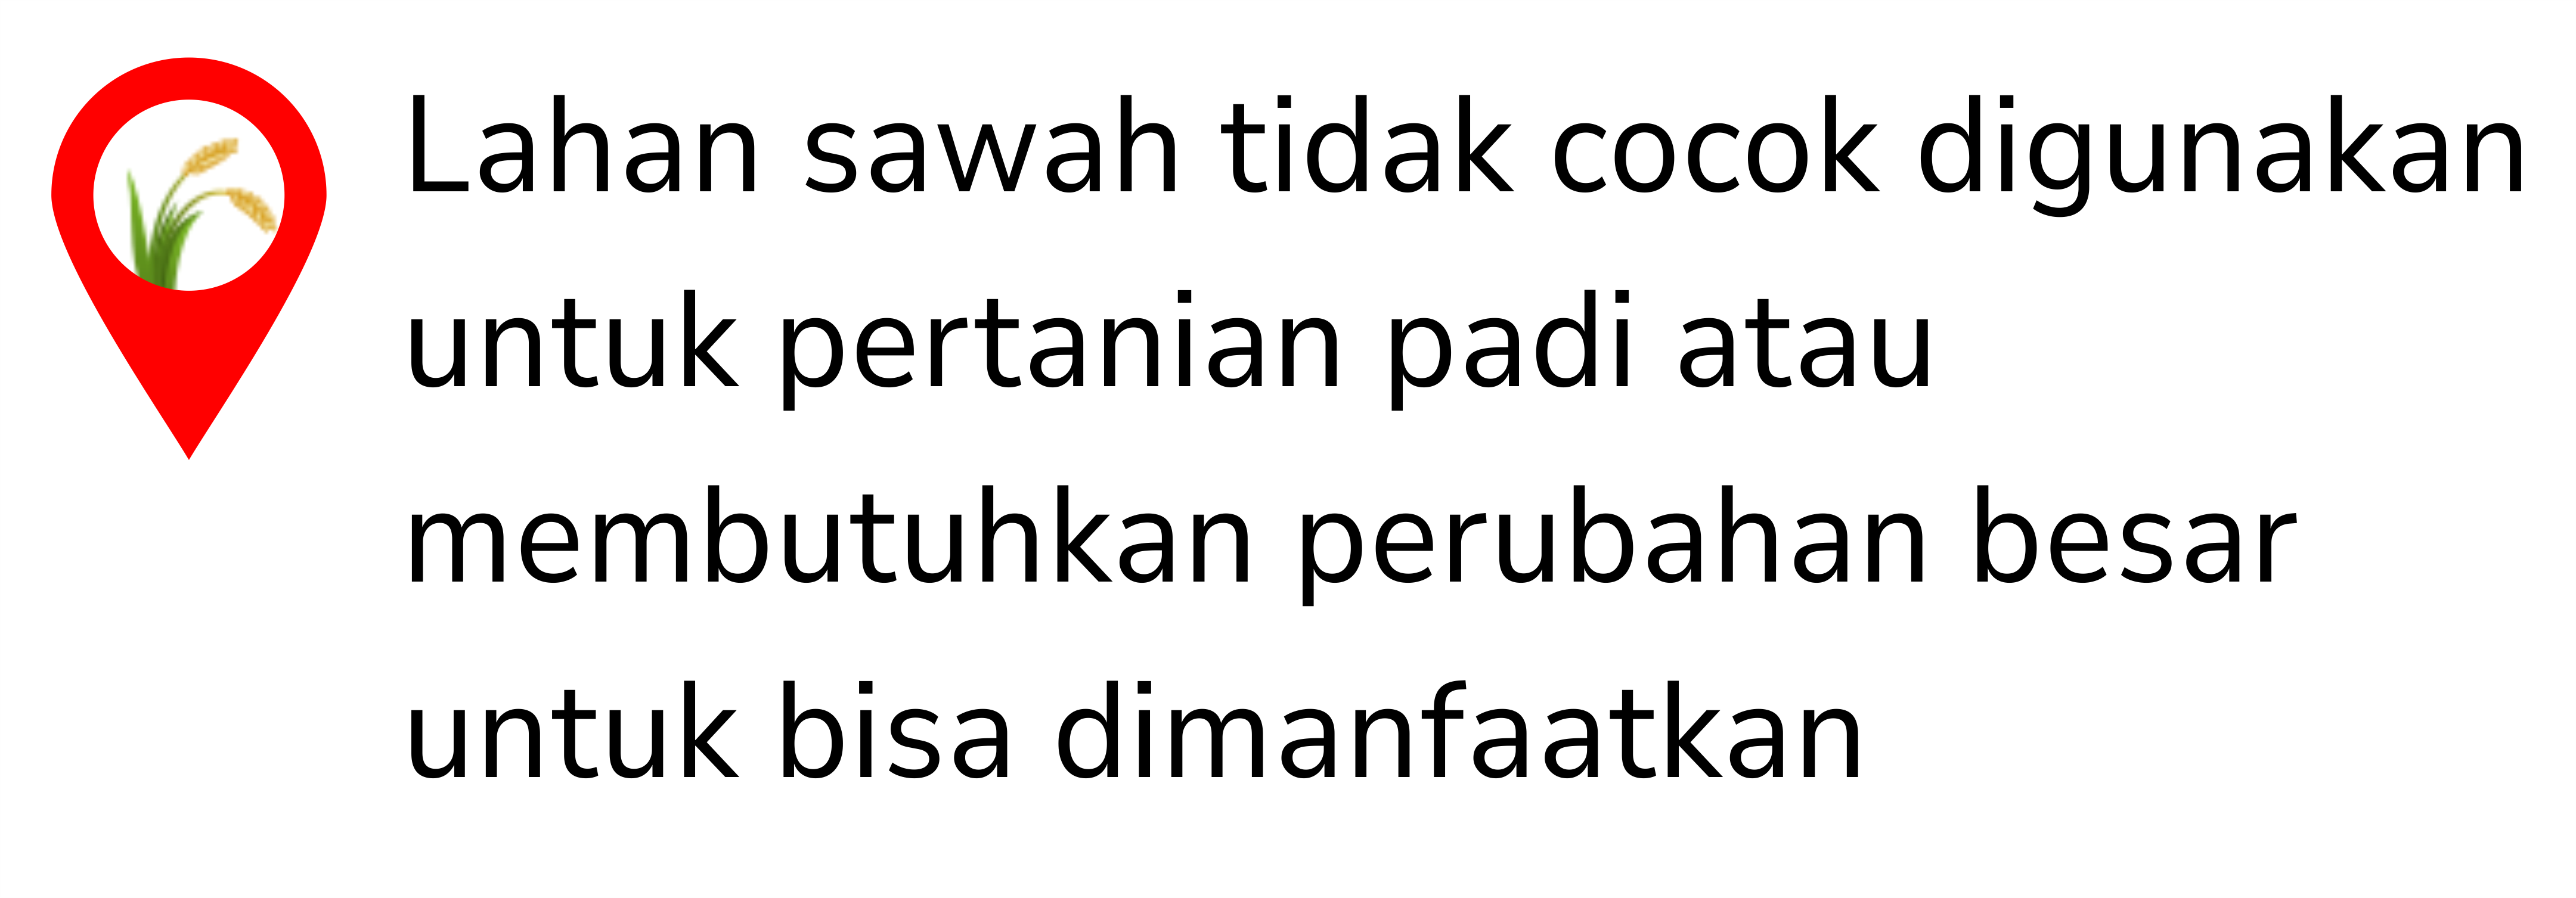 Lahan sawah tidak cocok digunakan
untuk pertanian padi atau
membutuhkan perubahan besar
untuk bisa dimanfaatkan